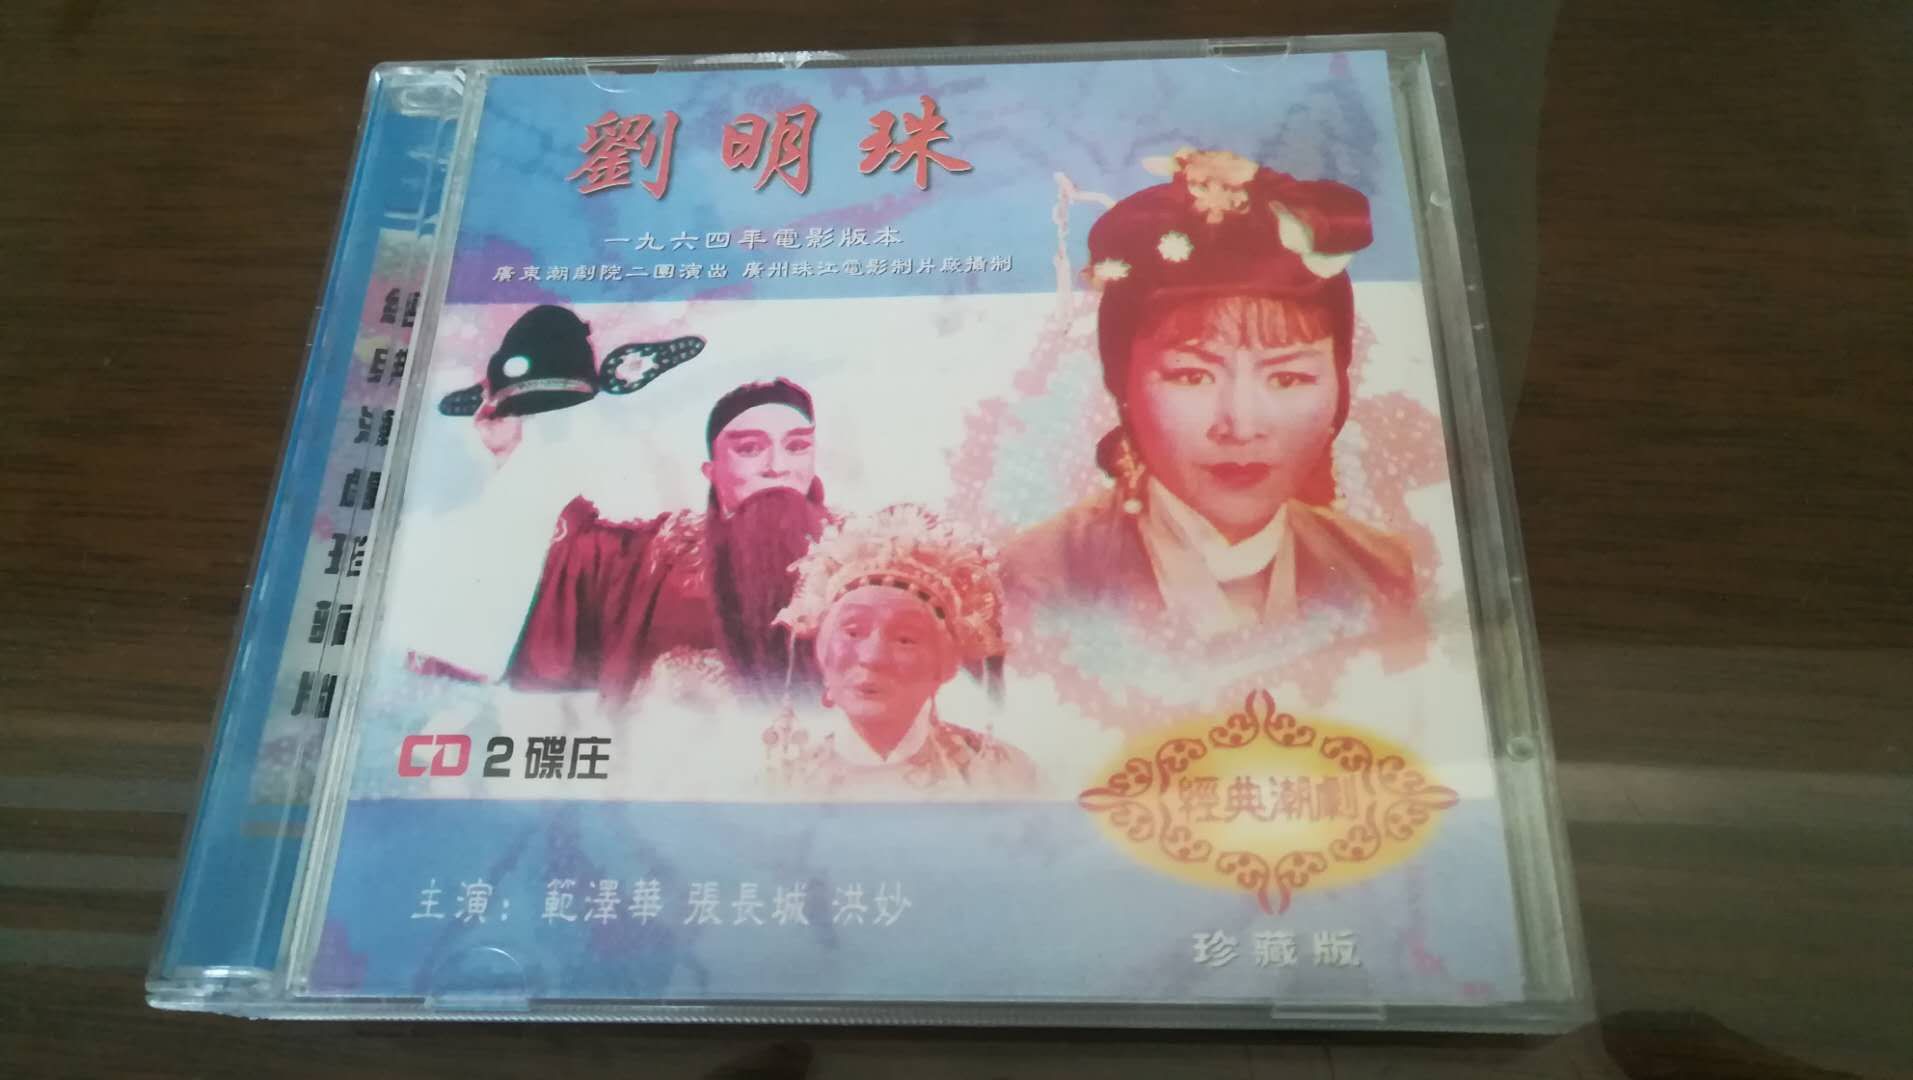 劉明珠
一九六四年電影版本
廣東潮劇院二團演出 廣州珠江電影制片廠攝制
CD 2碟庄
經典潮劇
主演：範澤華 張長城 洪妙
珍藏版